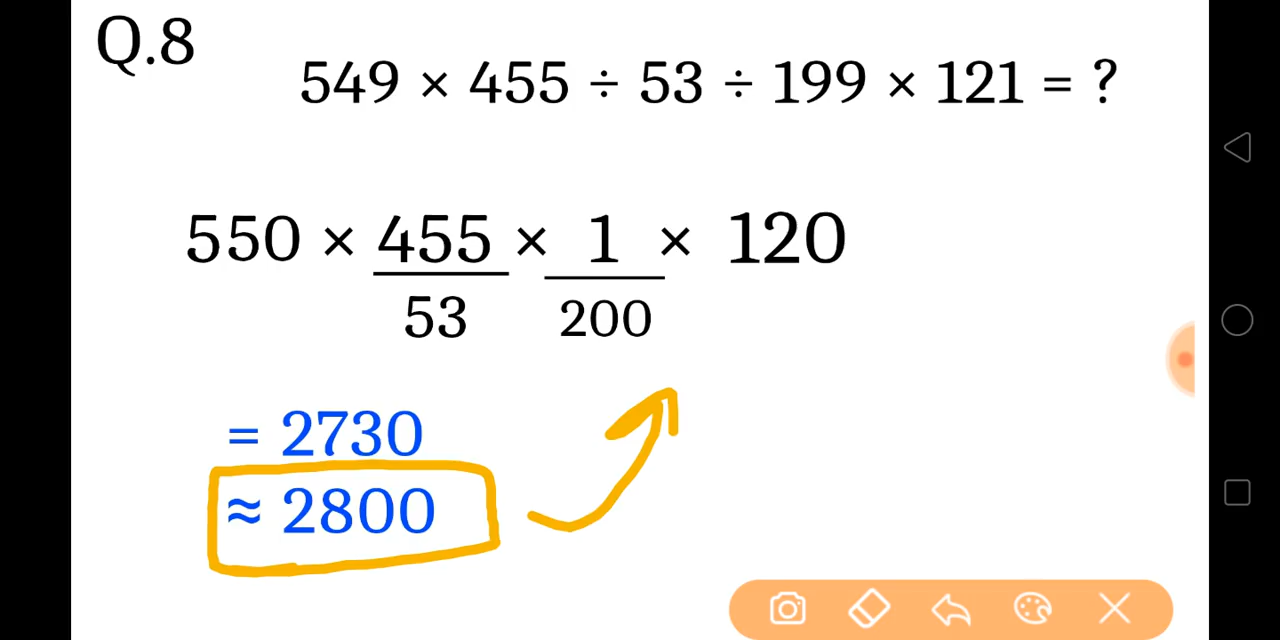 Q.8
549 × 455 ÷ 53 ÷ 199 × 121 = ?
550 × 455 × 1 × 120
53 200
= 2730
≈ 2800